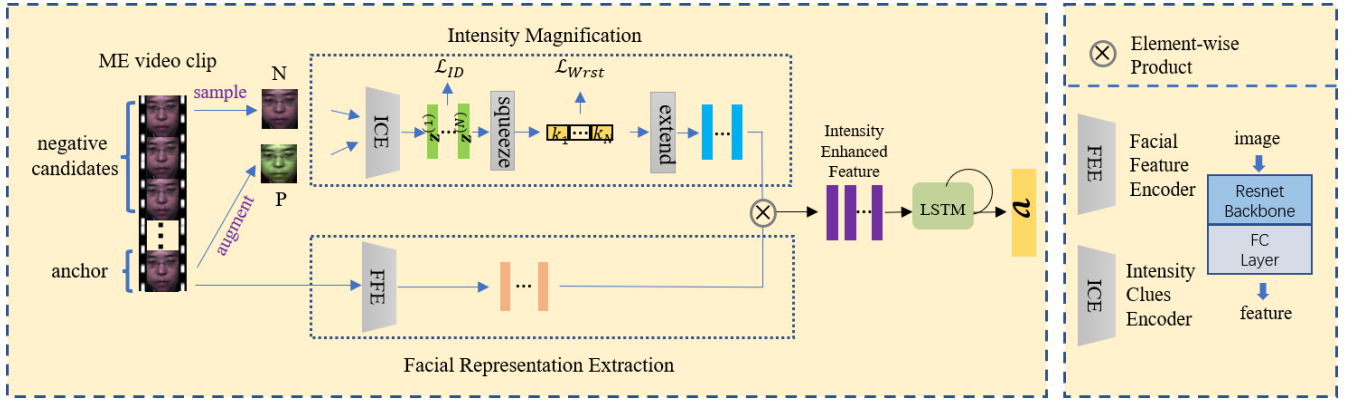 Intensity Magnification
ME video clip
N
sample
negative
candidates
P
augment
anchor
ICE
ℒ_ID
z^(1) ... z^(N)
squeeze
ℒ_Wrst
k_1 ... k_N
extend
FFE
...
Facial Representation Extraction
Intensity
Enhanced
Feature
LSTM
v
Element-wise
Product
FEE
Facial
Feature
Encoder
ICE
Intensity
Clues
Encoder
image
Resnet
Backbone
FC
Layer
feature